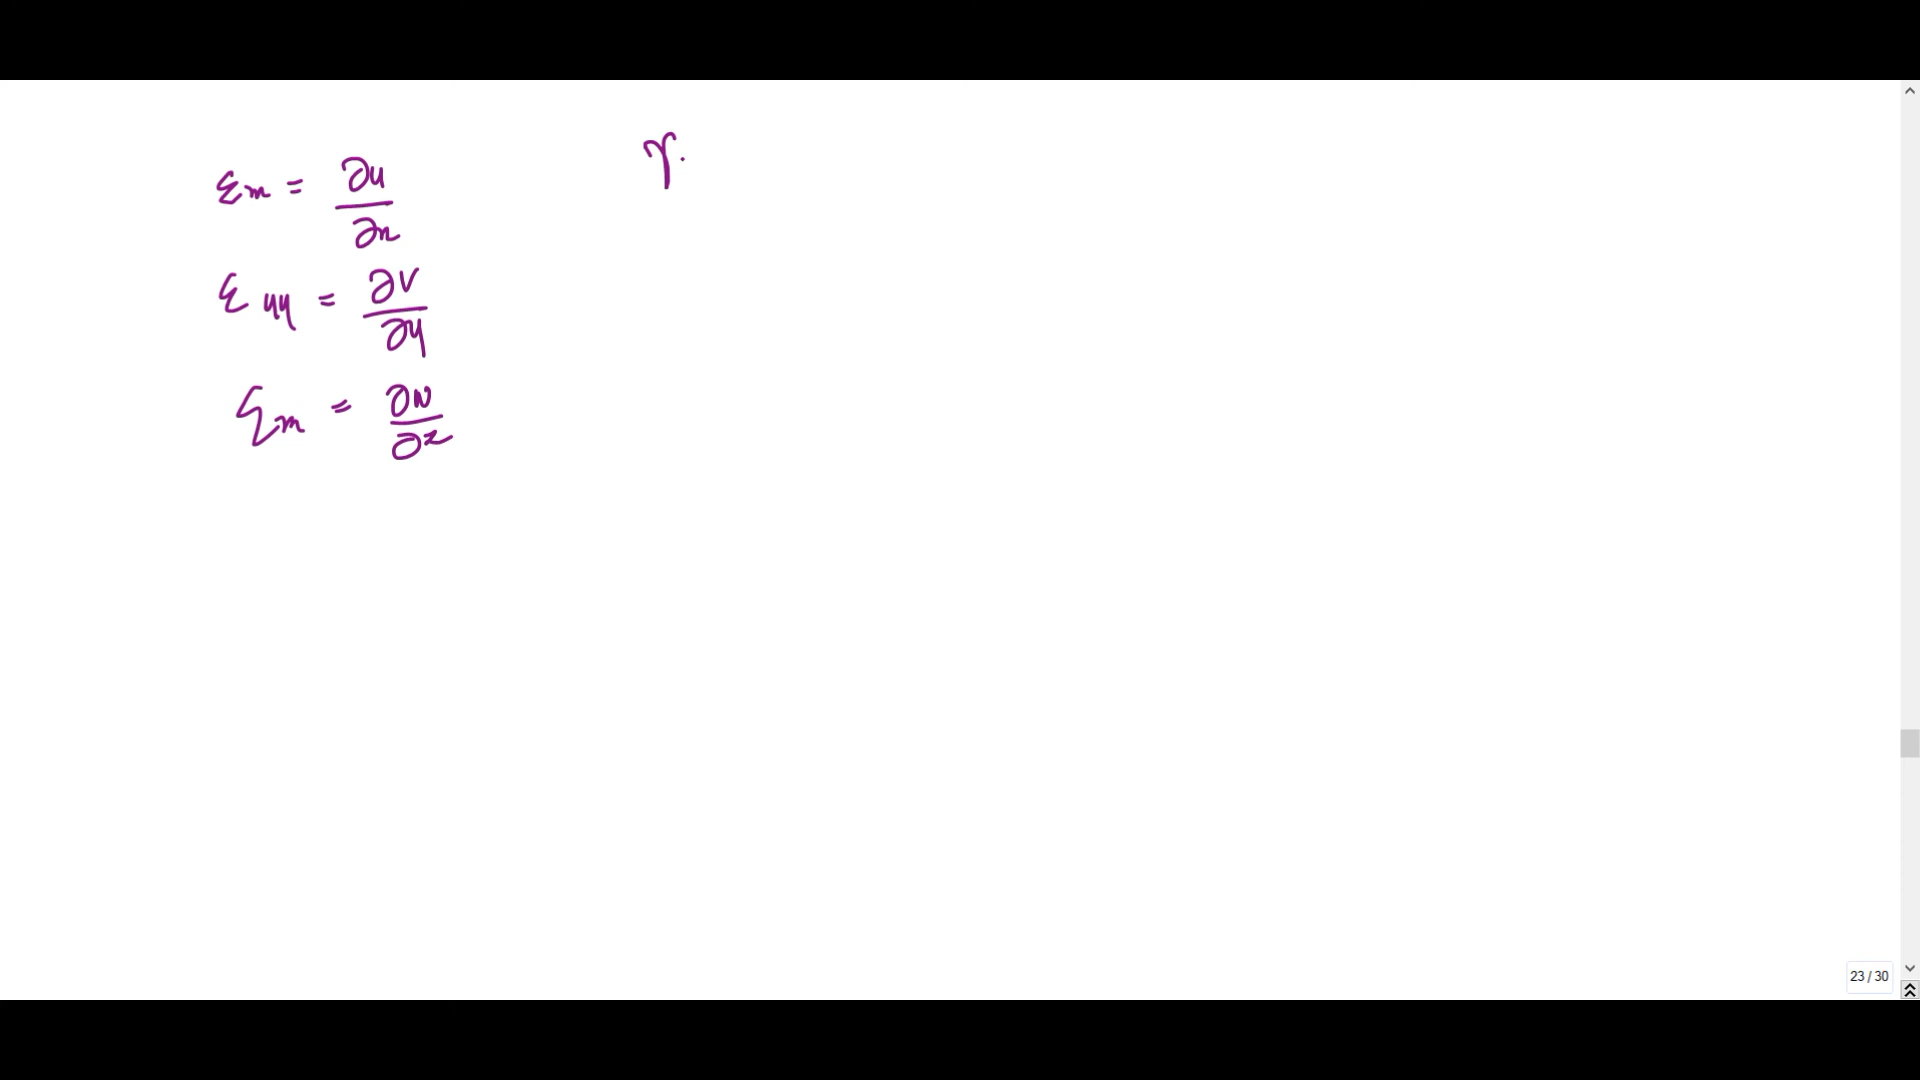 εxx = ∂u/∂x
γ.
εyy = ∂v/∂y
εzz = ∂w/∂z
23 / 30